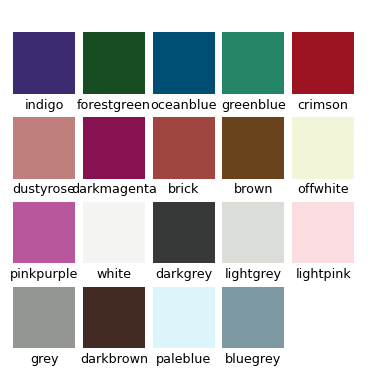 indigo forestgreen oceanblue greenblue crimson
dustyrose darkmagenta brick brown offwhite
pinkpurple white darkgrey lightgrey lightpink
grey darkbrown paleblue bluegrey